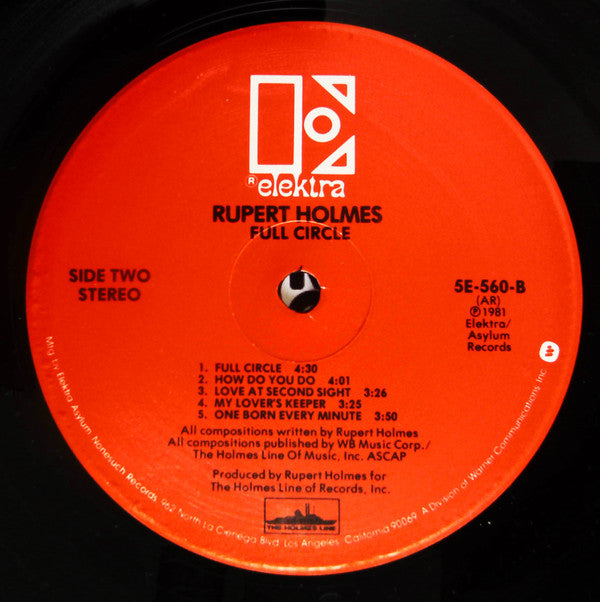 ® elektra
RUPERT HOLMES
FULL CIRCLE
SIDE TWO
STEREO
5E-560-B
(AR)
℗ 1981
Elektra/
Asylum
Records
1. FULL CIRCLE 4:30
2. HOW DO YOU DO 4:01
3. LOVE AT SECOND SIGHT 3:26
4. MY LOVER'S KEEPER 3:25
5. ONE BORN EVERY MINUTE 3:50
All compositions written by Rupert Holmes
All compositions published by WB Music Corp./
The Holmes Line Of Music, Inc. ASCAP
Produced by Rupert Holmes for
The Holmes Line of Records, Inc.
THE HOLMES LINE
Mfg. by Elektra/Asylum/Nonesuch Records, 962 North La Cienega Blvd. Los Angeles, California 90069. A Division of Warner Communications Inc.